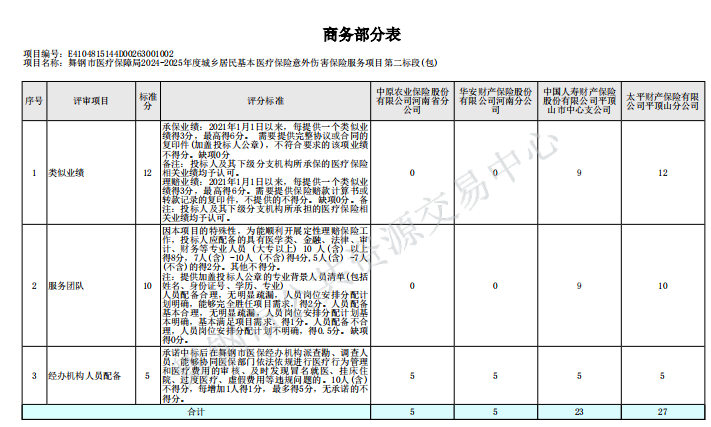 商务部分表
项目编号：E4104815144D00263001002
项目名称：舞钢市医疗保障局2024-2025年度城乡居民基本医疗保险意外伤害保险服务项目第二标段(包)
序号 评审项目 标准分 评分标准 中原农业保险股份有限公司河南省分公司 华安财产保险股份有限公司河南分公司 中国人寿财产保险股份有限公司平顶山市中心支公司 太平财产保险有限公司平顶山分公司
1 类似业绩 12
承保业绩：2021年1月1日以来，每提供一个类似业
绩得3分，最高得6分。 需要提供完整协议或合同的
复印件(加盖投标人公章)，不符合要求的该项业绩
不得分。缺项0分
备注：投标人及其下级分支机构所承保的医疗保险
相关业绩均予认可。
理赔业绩：2021年1月1日以来，每提供一个类似业
绩得3分，最高得6分。 需要提供保险赔款计算书或
转款记录的复印件，不提供的不得分。缺项0分。备
注：投标人及其下级分支机构所承担的医疗保险相
关业绩均予认可。
0 0 9 12
2 服务团队 10
因本项目的特殊性，为能顺利开展定性理赔保险工
作，投标人应配备的具有医学类、金融、法律、审
计、财务等专业人员（大专以上）10 人(含）以上
得8分，7人(含）-10人（不含)得4分,5人(含）-7人
(不含)的得2分。其他不得分。
注：提供加盖投标人公章的专业背景人员清单(包括
姓名、身份证号、学历、专业)
人员配备合理，无明显疏漏，人员岗位安排分配计
划明确，能够完全胜任项目需求，得2分。人员配备
基本合理，无明显疏漏，人员岗位安排分配计划基
本明确，基本满足项目需求，得1分。人员配备不合
理，人员岗位安排分配计划不明确，得0.5分。缺项
得0分。
0 0 9 10
3 经办机构人员配备 5
承诺中标后在舞钢市医保经办机构派查勘、调查人
员、能够协同医保部门依法依规进行医疗行为管理
和医疗费用的审核、及时发现冒名就医、挂床住
院、过度医疗、虚假费用等违规问题的。10人(含)
不得分，每增加1人得1分，最多得5分，无承诺的不
得分。
5 5 5 5
合计 5 5 23 27